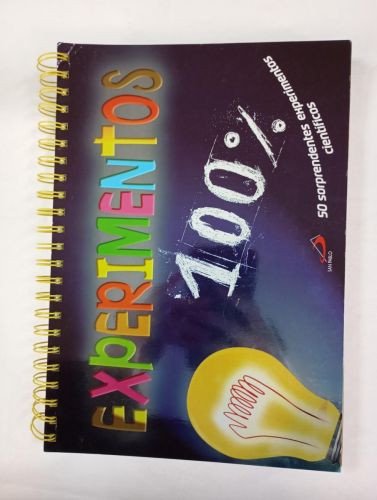 ExpERIMENtOS
100%
50 sorprendentes experimentos
científicos
SAN PABLO